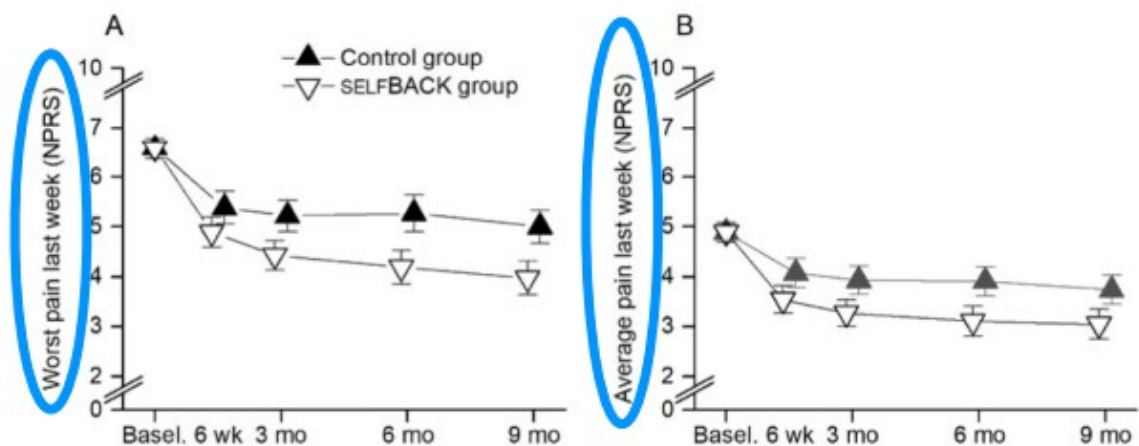 A
Control group
SELFBACK group
Worst pain last week (NPRS)
10
7
6
5
4
3
2
0
Basel. 6 wk 3 mo 6 mo 9 mo
B
Average pain last week (NPRS)
10
7
6
5
4
3
2
0
Basel. 6 wk 3 mo 6 mo 9 mo